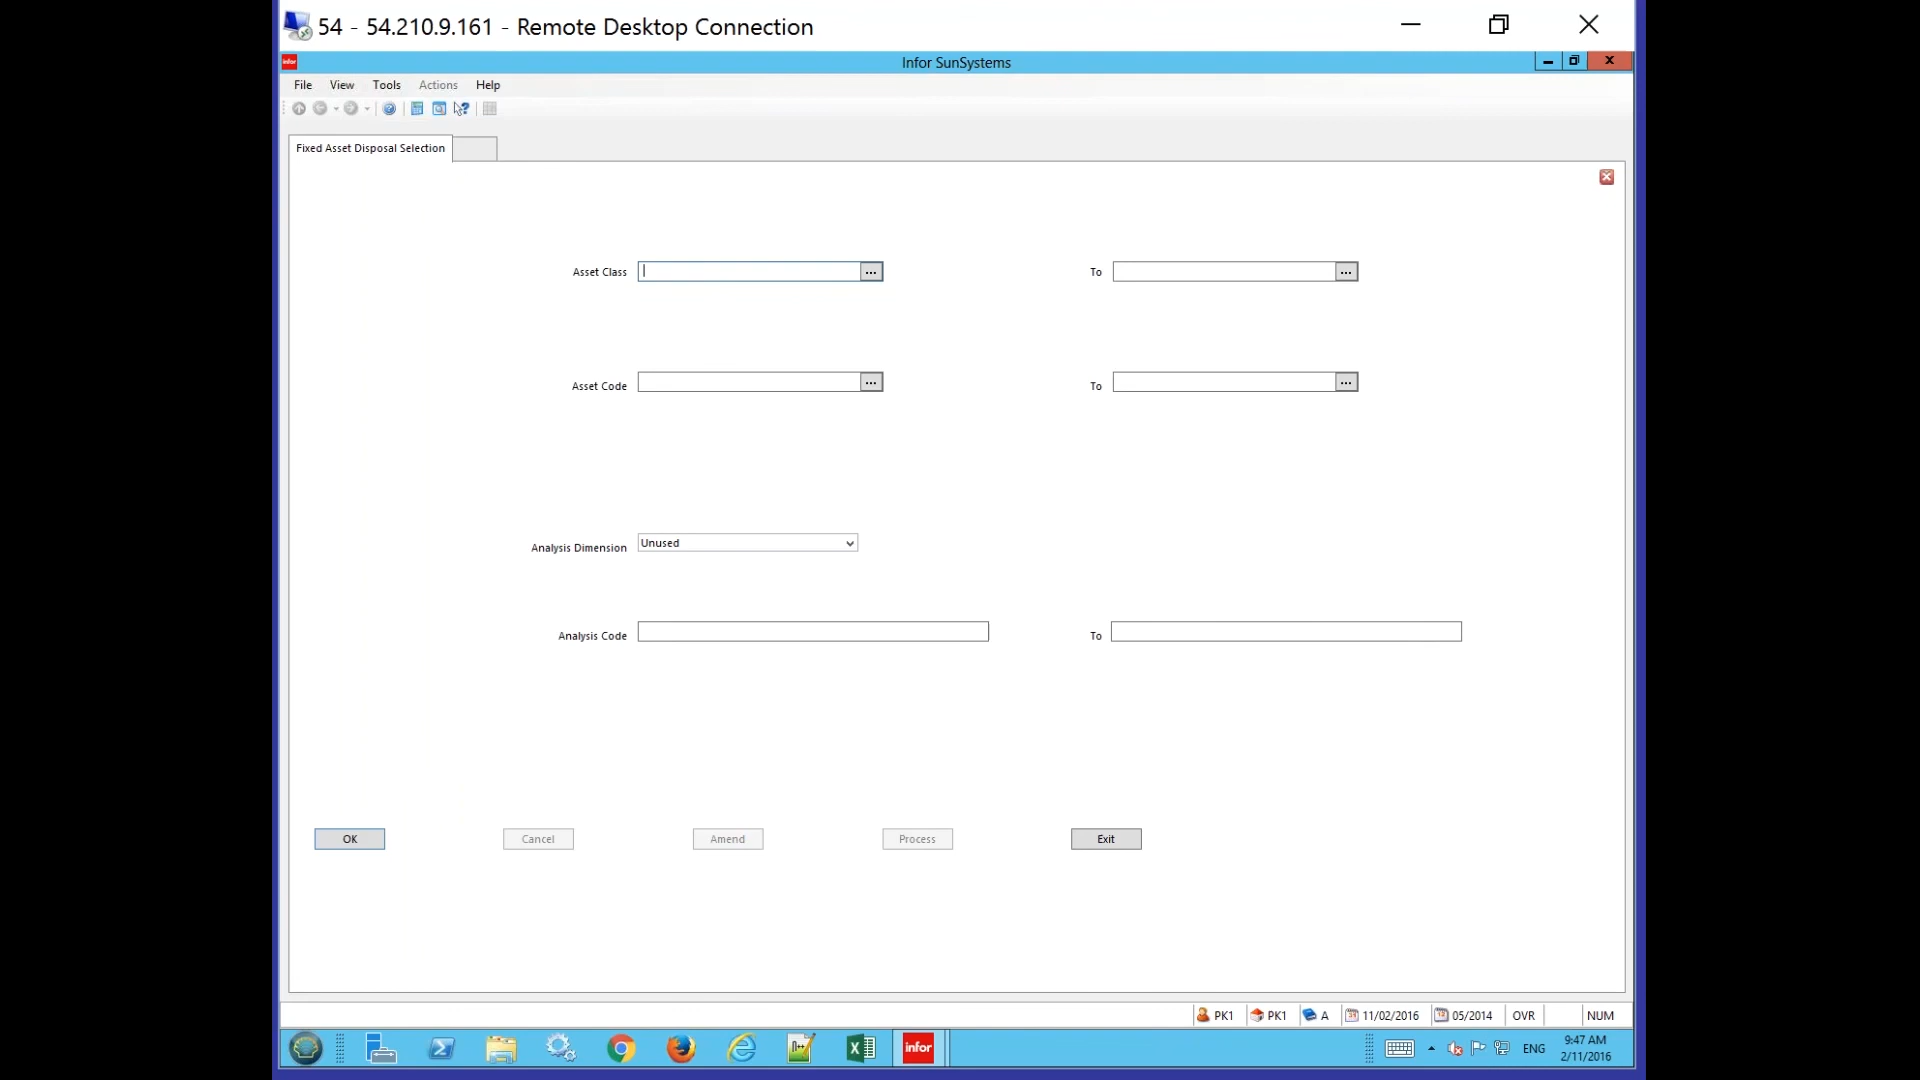 54 - 54.210.9.161 - Remote Desktop Connection
infor
Infor SunSystems
File View Tools Actions Help
Fixed Asset Disposal Selection
Asset Class ... To ...
Asset Code ... To ...
Analysis Dimension Unused
Analysis Code To
OK Cancel Amend Process Exit
PK1 PK1 A 11/02/2016 05/2014 OVR NUM
infor
ENG
9:47 AM
2/11/2016